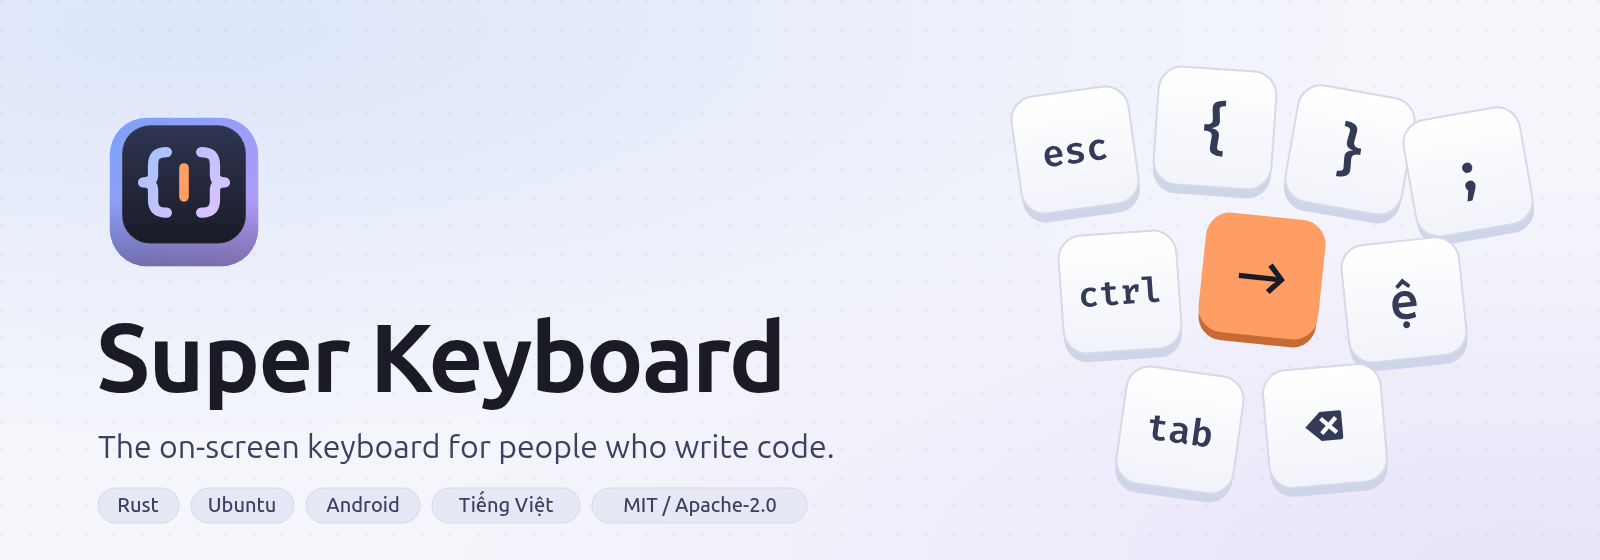 esc { } ;
ctrl → ệ
tab ⌫
{|}
Super Keyboard
The on-screen keyboard for people who write code.
Rust Ubuntu Android Tiếng Việt MIT / Apache-2.0